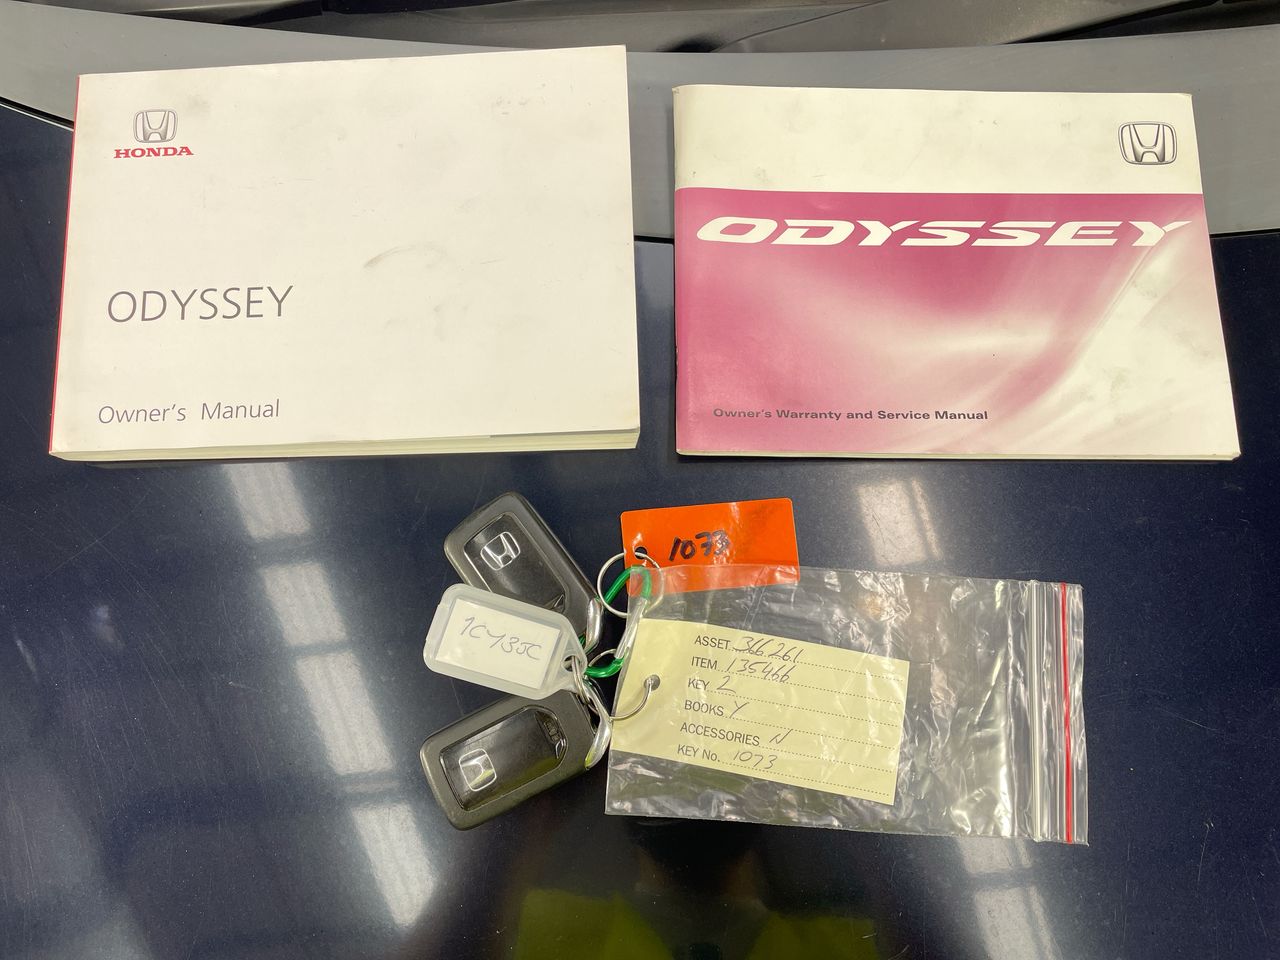 HONDA
ODYSSEY
Owner's Manual
ODYSSEY
Owner's Warranty and Service Manual
1073
1CY3JC
ASSET 366261
ITEM 135466
KEY 2
BOOKS Y
ACCESSORIES N
KEY No. 1073